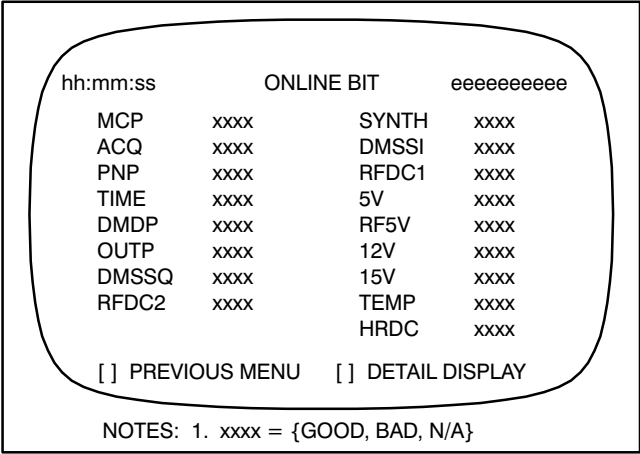 hh:mm:ss ONLINE BIT eeeeeeeeee
MCP xxxx SYNTH xxxx
ACQ xxxx DMSSI xxxx
PNP xxxx RFDC1 xxxx
TIME xxxx 5V xxxx
DMDP xxxx RF5V xxxx
OUTP xxxx 12V xxxx
DMSSQ xxxx 15V xxxx
RFDC2 xxxx TEMP xxxx
HRDC xxxx
[ ] PREVIOUS MENU [ ] DETAIL DISPLAY
NOTES: 1. xxxx = {GOOD, BAD, N/A}